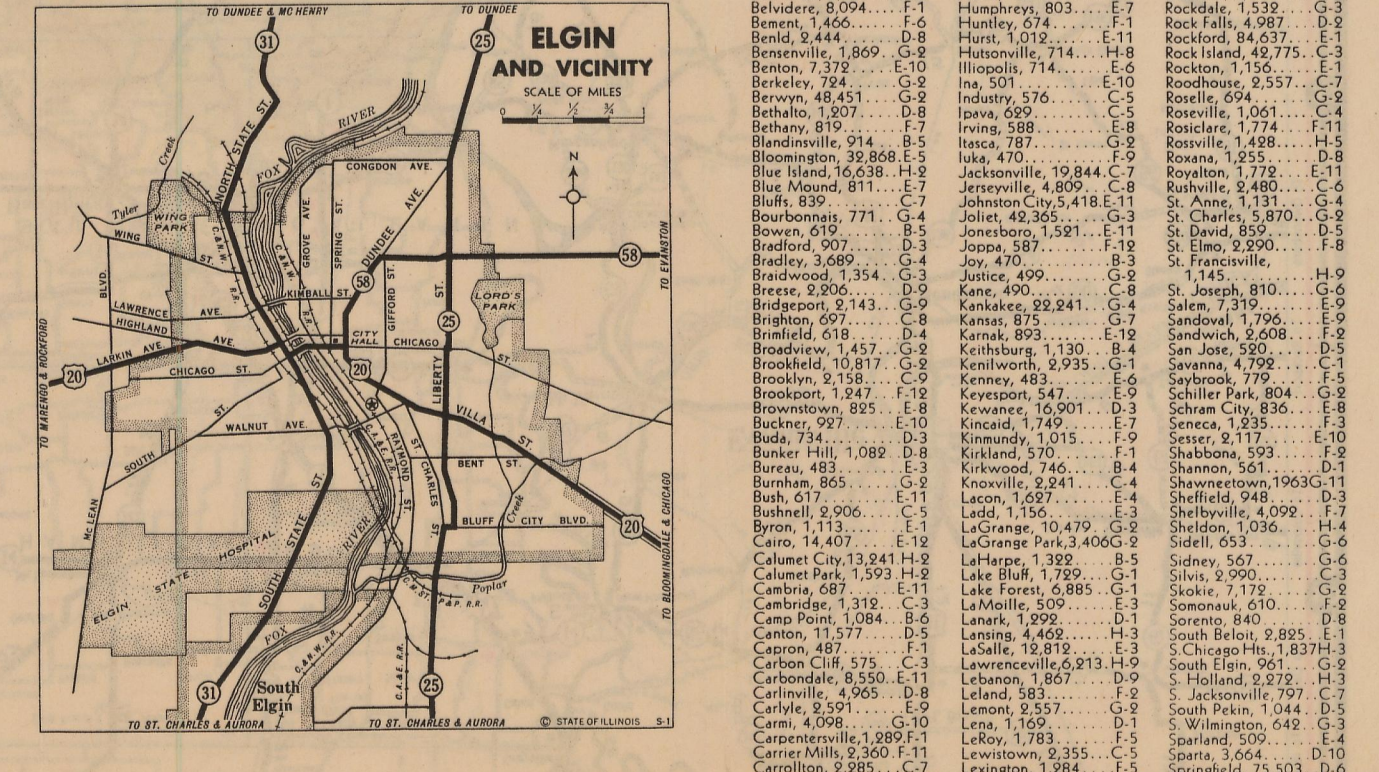 TO DUNDEE & MC HENRY
TO DUNDEE
31
25
ELGIN
AND VICINITY
SCALE OF MILES
0 ¼ ½ ¾ 1
N
RIVER
FOX
Creek
NORTH STATE ST.
CONGDON AVE.
Tyler
WING PARK
WING ST.
C. & N.W. R.R.
C. & N.W. R.R.
GROVE AVE.
SPRING ST.
DUNDEE AVE.
58
58
TO EVANSTON
BLVD.
GIFFORD ST.
KIMBALL ST.
LORD'S PARK
LAWRENCE AVE.
HIGHLAND AVE.
25
CITY HALL
CHICAGO ST.
LARKIN AVE.
20
20
CHICAGO ST.
LIBERTY ST.
TO MARENGO & ROCKFORD
VILLA ST.
WALNUT AVE.
SOUTH ST.
C.A. & E. R.R.
RAYMOND ST.
ST. CHARLES ST.
BENT ST.
MC LEAN
Creek
BLUFF CITY BLVD.
20
RIVER
ELGIN STATE HOSPITAL
SOUTH STATE ST.
Poplar
P & P. R.R.
TO BLOOMINGDALE & CHICAGO
FOX
C. & N.W. R.R.
C.A. & E. R.R.
31
South Elgin
25
TO ST. CHARLES & AURORA
TO ST. CHARLES & AURORA
© STATE OF ILLINOIS S-1
Belvidere, 8,094 F-1
Bement, 1,466 F-6
Benld, 2,444 D-8
Bensenville, 1,869 G-2
Benton, 7,372 E-10
Berkeley, 724 G-2
Berwyn, 48,451 G-2
Bethalto, 1,207 D-8
Bethany, 819 F-7
Blandinsville, 914 B-5
Bloomington, 32,868 E-5
Blue Island, 16,638 H-2
Blue Mound, 811 E-7
Bluffs, 839 C-7
Bourbonnais, 771 G-4
Bowen, 619 B-5
Bradford, 907 D-3
Bradley, 3,689 G-4
Braidwood, 1,354 G-3
Breese, 2,206 D-9
Bridgeport, 2,143 G-9
Brighton, 697 C-8
Brimfield, 618 D-4
Broadview, 1,457 G-2
Brookfield, 10,817 G-2
Brooklyn, 2,158 C-9
Brookport, 1,247 F-12
Brownstown, 825 E-8
Buckner, 927 E-10
Buda, 734 D-3
Bunker Hill, 1,082 D-8
Bureau, 483 E-3
Burnham, 865 G-2
Bush, 617 E-11
Bushnell, 2,906 C-5
Byron, 1,113 E-1
Cairo, 14,407 E-12
Calumet City, 13,241 H-2
Calumet Park, 1,593 H-2
Cambria, 687 E-11
Cambridge, 1,312 C-3
Camp Point, 1,084 B-6
Canton, 11,577 D-5
Capron, 487 F-1
Carbon Cliff, 575 C-3
Carbondale, 8,550 E-11
Carlinville, 4,965 D-8
Carlyle, 2,591 E-9
Carmi, 4,098 G-10
Carpentersville, 1,289 F-1
Carrier Mills, 2,360 F-11
Carrollton, 2,285 C-7
Humphreys, 803 E-7
Huntley, 674 F-1
Hurst, 1,012 E-11
Hutsonville, 714 H-8
Illiopolis, 714 E-6
Ina, 501 E-10
Industry, 576 C-5
Ipava, 629 C-5
Irving, 588 E-8
Itasca, 787 G-2
Iuka, 470 F-9
Jacksonville, 19,844 C-7
Jerseyville, 4,809 C-8
Johnston City, 5,418 E-11
Joliet, 42,365 G-3
Jonesboro, 1,521 E-11
Joppa, 587 F-12
Joy, 470 B-3
Justice, 499 G-2
Kane, 490 C-8
Kankakee, 22,241 G-4
Kansas, 875 G-7
Karnak, 893 E-12
Keithsburg, 1,130 B-4
Kenilworth, 2,935 G-1
Kenney, 483 E-6
Keyesport, 547 E-9
Kewanee, 16,901 D-3
Kincaid, 1,749 E-7
Kinmundy, 1,015 F-9
Kirkland, 570 F-1
Kirkwood, 746 B-4
Knoxville, 2,241 C-4
Lacon, 1,627 E-4
Ladd, 1,156 E-3
LaGrange, 10,479 G-2
LaGrange Park, 3,406 G-2
LaHarpe, 1,322 B-5
Lake Bluff, 1,729 G-1
Lake Forest, 6,885 G-1
La Moille, 509 E-3
Lanark, 1,292 D-1
Lansing, 4,462 H-3
LaSalle, 12,812 E-3
Lawrenceville, 6,213 H-9
Lebanon, 1,867 D-9
Leland, 583 F-2
Lemont, 2,557 G-2
Lena, 1,169 D-1
LeRoy, 1,783 F-5
Lewistown, 2,355 C-5
Lexington, 1,284 F-5
Rockdale, 1,532 G-3
Rock Falls, 4,987 D-2
Rockford, 84,637 E-1
Rock Island, 42,775 C-3
Rockton, 1,156 E-1
Roodhouse, 2,557 C-7
Roselle, 694 G-2
Roseville, 1,061 C-4
Rosiclare, 1,774 F-11
Rossville, 1,428 H-5
Roxana, 1,255 D-8
Royalton, 1,772 E-11
Rushville, 2,480 C-6
St. Anne, 1,131 G-4
St. Charles, 5,870 G-2
St. David, 859 D-5
St. Elmo, 2,290 F-8
St. Francisville,
1,145 H-9
St. Joseph, 810 G-6
Salem, 7,319 E-9
Sandoval, 1,796 E-9
Sandwich, 2,608 F-2
San Jose, 520 D-5
Savanna, 4,792 C-1
Saybrook, 779 F-5
Schiller Park, 804 G-2
Schram City, 836 E-8
Seneca, 1,235 F-3
Sesser, 2,117 E-10
Shabbona, 593 F-2
Shannon, 561 D-1
Shawneetown, 1963 G-11
Sheffield, 948 D-3
Shelbyville, 4,092 F-7
Sheldon, 1,036 H-4
Sidell, 653 G-6
Sidney, 567 G-6
Silvis, 2,990 C-3
Skokie, 7,172 G-2
Somonauk, 610 F-2
Sorento, 840 D-8
South Beloit, 2,825 E-1
S. Chicago Hts., 1,837 H-3
South Elgin, 961 G-2
S. Holland, 2,272 H-3
S. Jacksonville, 797 C-7
South Pekin, 1,044 D-5
S. Wilmington, 642 G-3
Sparland, 509 E-4
Sparta, 3,664 D-10
Springfield, 75,503 D-6